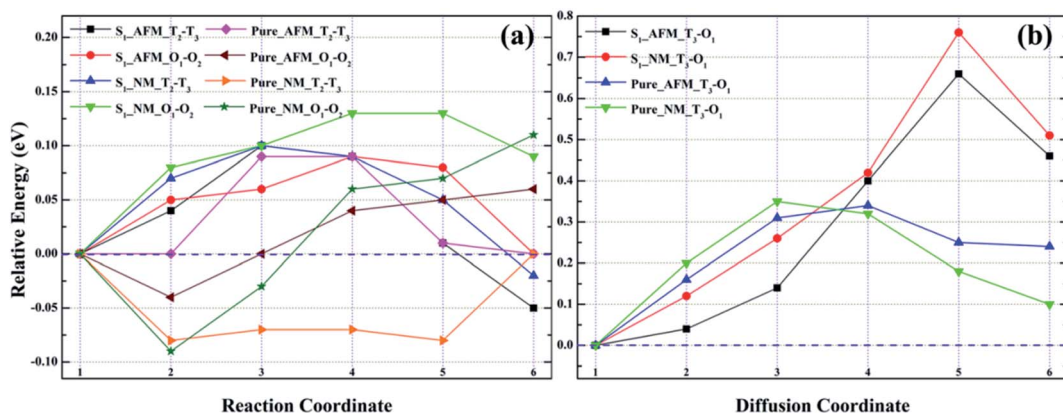 (a)
S₁_AFM_T₂-T₃ Pure_AFM_T₂-T₃
S₁_AFM_O₁-O₂ Pure_AFM_O₁-O₂
S₁_NM_T₂-T₃ Pure_NM_T₂-T₃
S₁_NM_O₁-O₂ Pure_NM_O₁-O₂
Relative Energy (eV)
0.20
0.15
0.10
0.05
0.00
-0.05
-0.10
1 2 3 4 5 6
Reaction Coordinate
(b)
S₁_AFM_T₃-O₁
S₁_NM_T₃-O₁
Pure_AFM_T₃-O₁
Pure_NM_T₃-O₁
0.8
0.7
0.6
0.5
0.4
0.3
0.2
0.1
0.0
1 2 3 4 5 6
Diffusion Coordinate